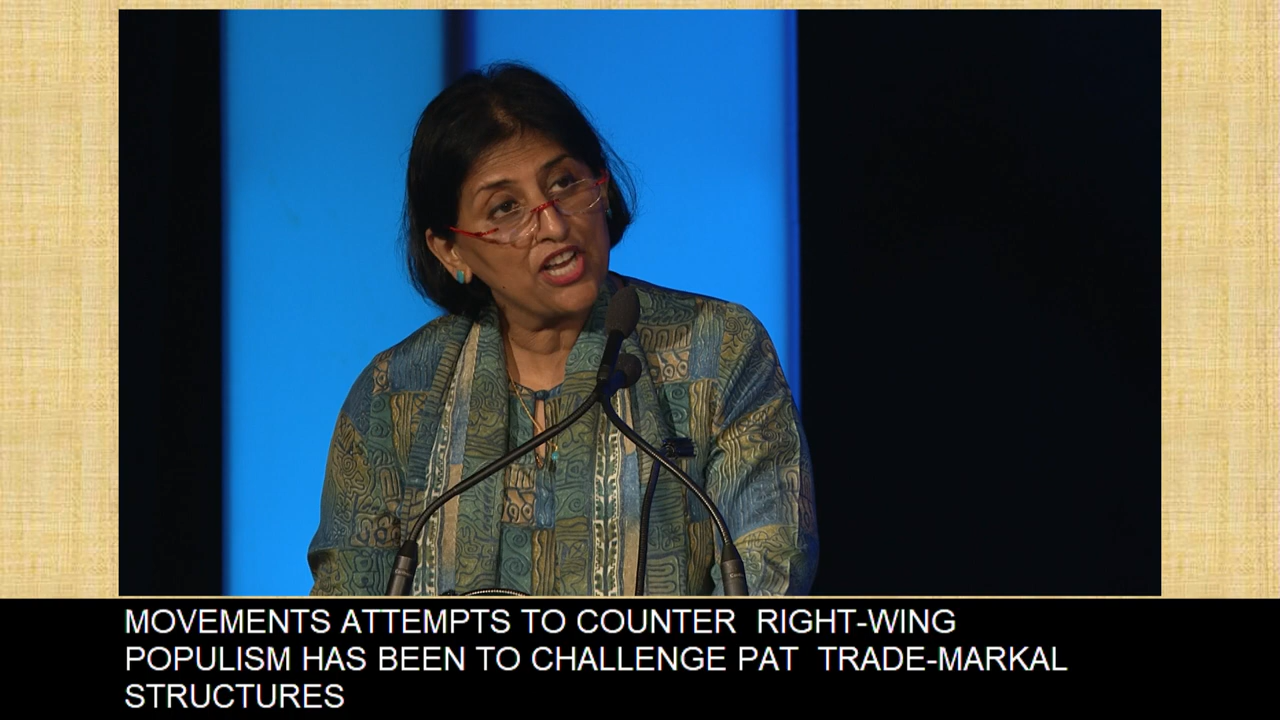 MOVEMENTS ATTEMPTS TO COUNTER  RIGHT-WING
POPULISM HAS BEEN TO CHALLENGE PAT  TRADE-MARKAL
STRUCTURES